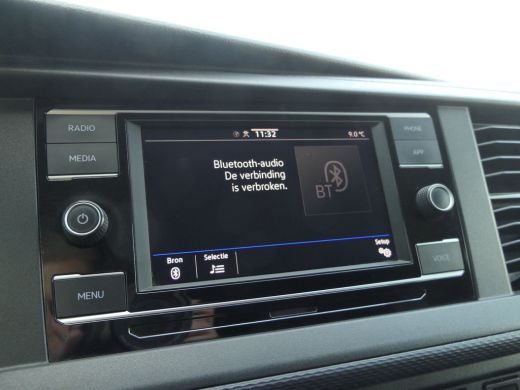 RADIO
MEDIA
MENU
11:32
9.0°C
Bluetooth-audio
De verbinding
is verbroken.
BT
Bron
Selectie
Setup
PHONE
APP
VOICE